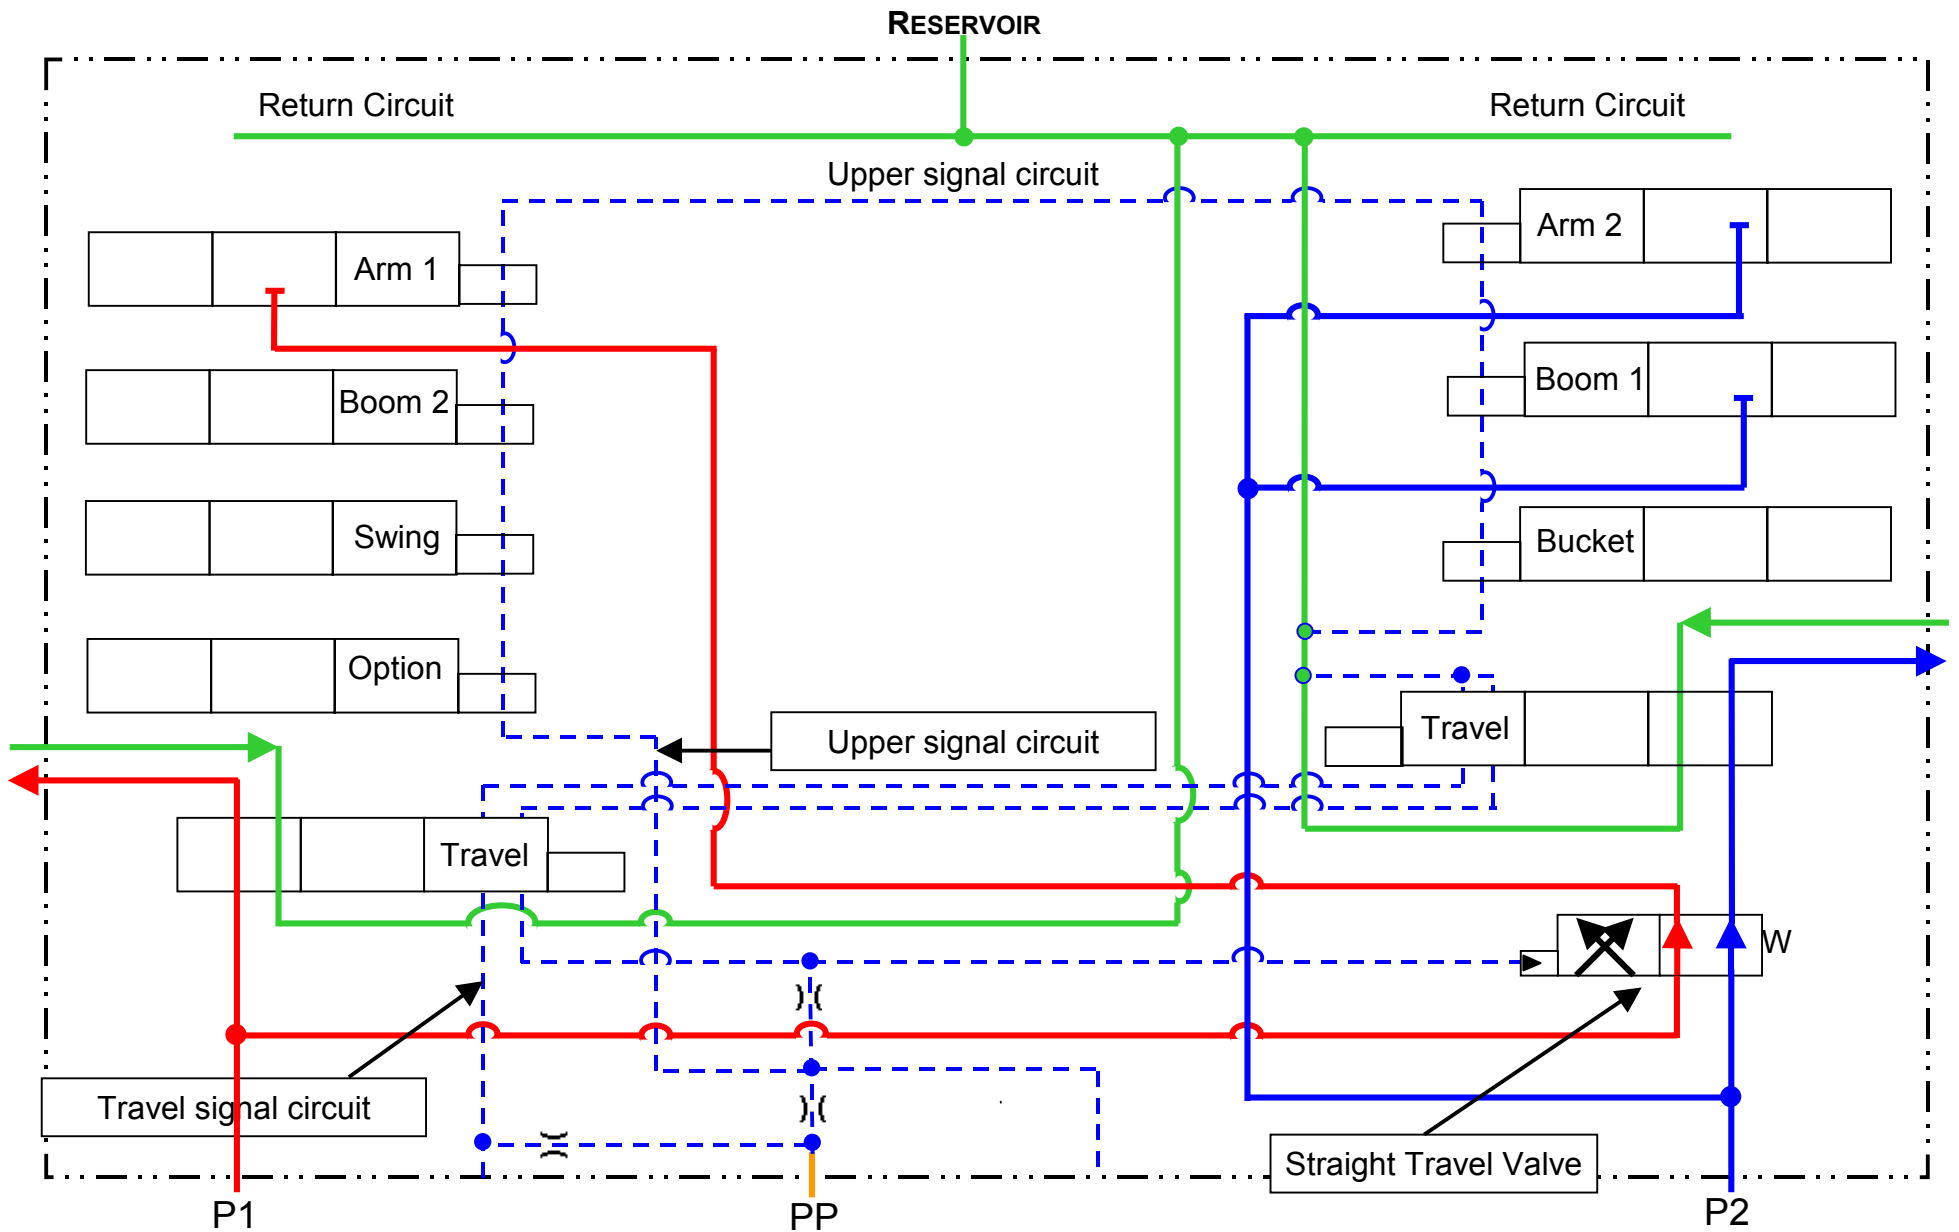 RESERVOIR
Return Circuit
Return Circuit
Upper signal circuit
Arm 2
Arm 1
Boom 1
Boom 2
Swing
Bucket
Option
Travel
Upper signal circuit
Travel
W
Travel signal circuit
Straight Travel Valve
P1
PP
P2